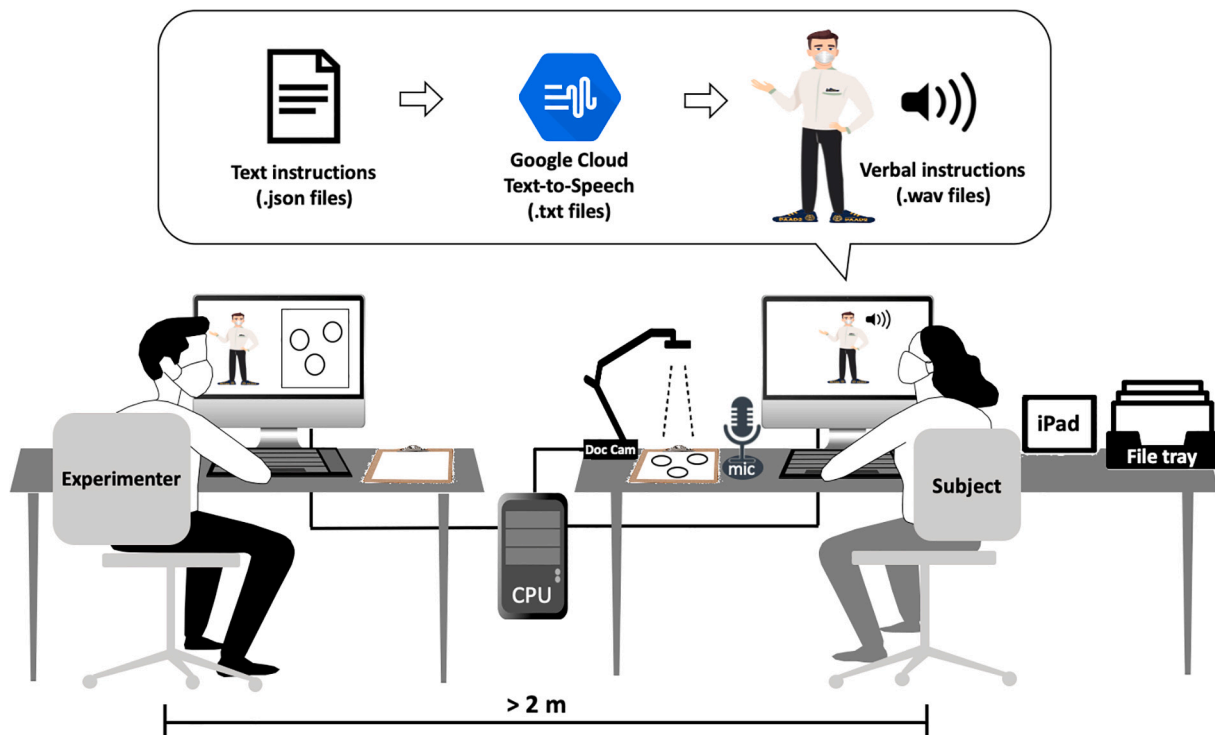 Text instructions
(.json files)
Google Cloud
Text-to-Speech
(.txt files)
Verbal instructions
(.wav files)
Experimenter
Doc Cam
mic
CPU
Subject
iPad
File tray
> 2 m